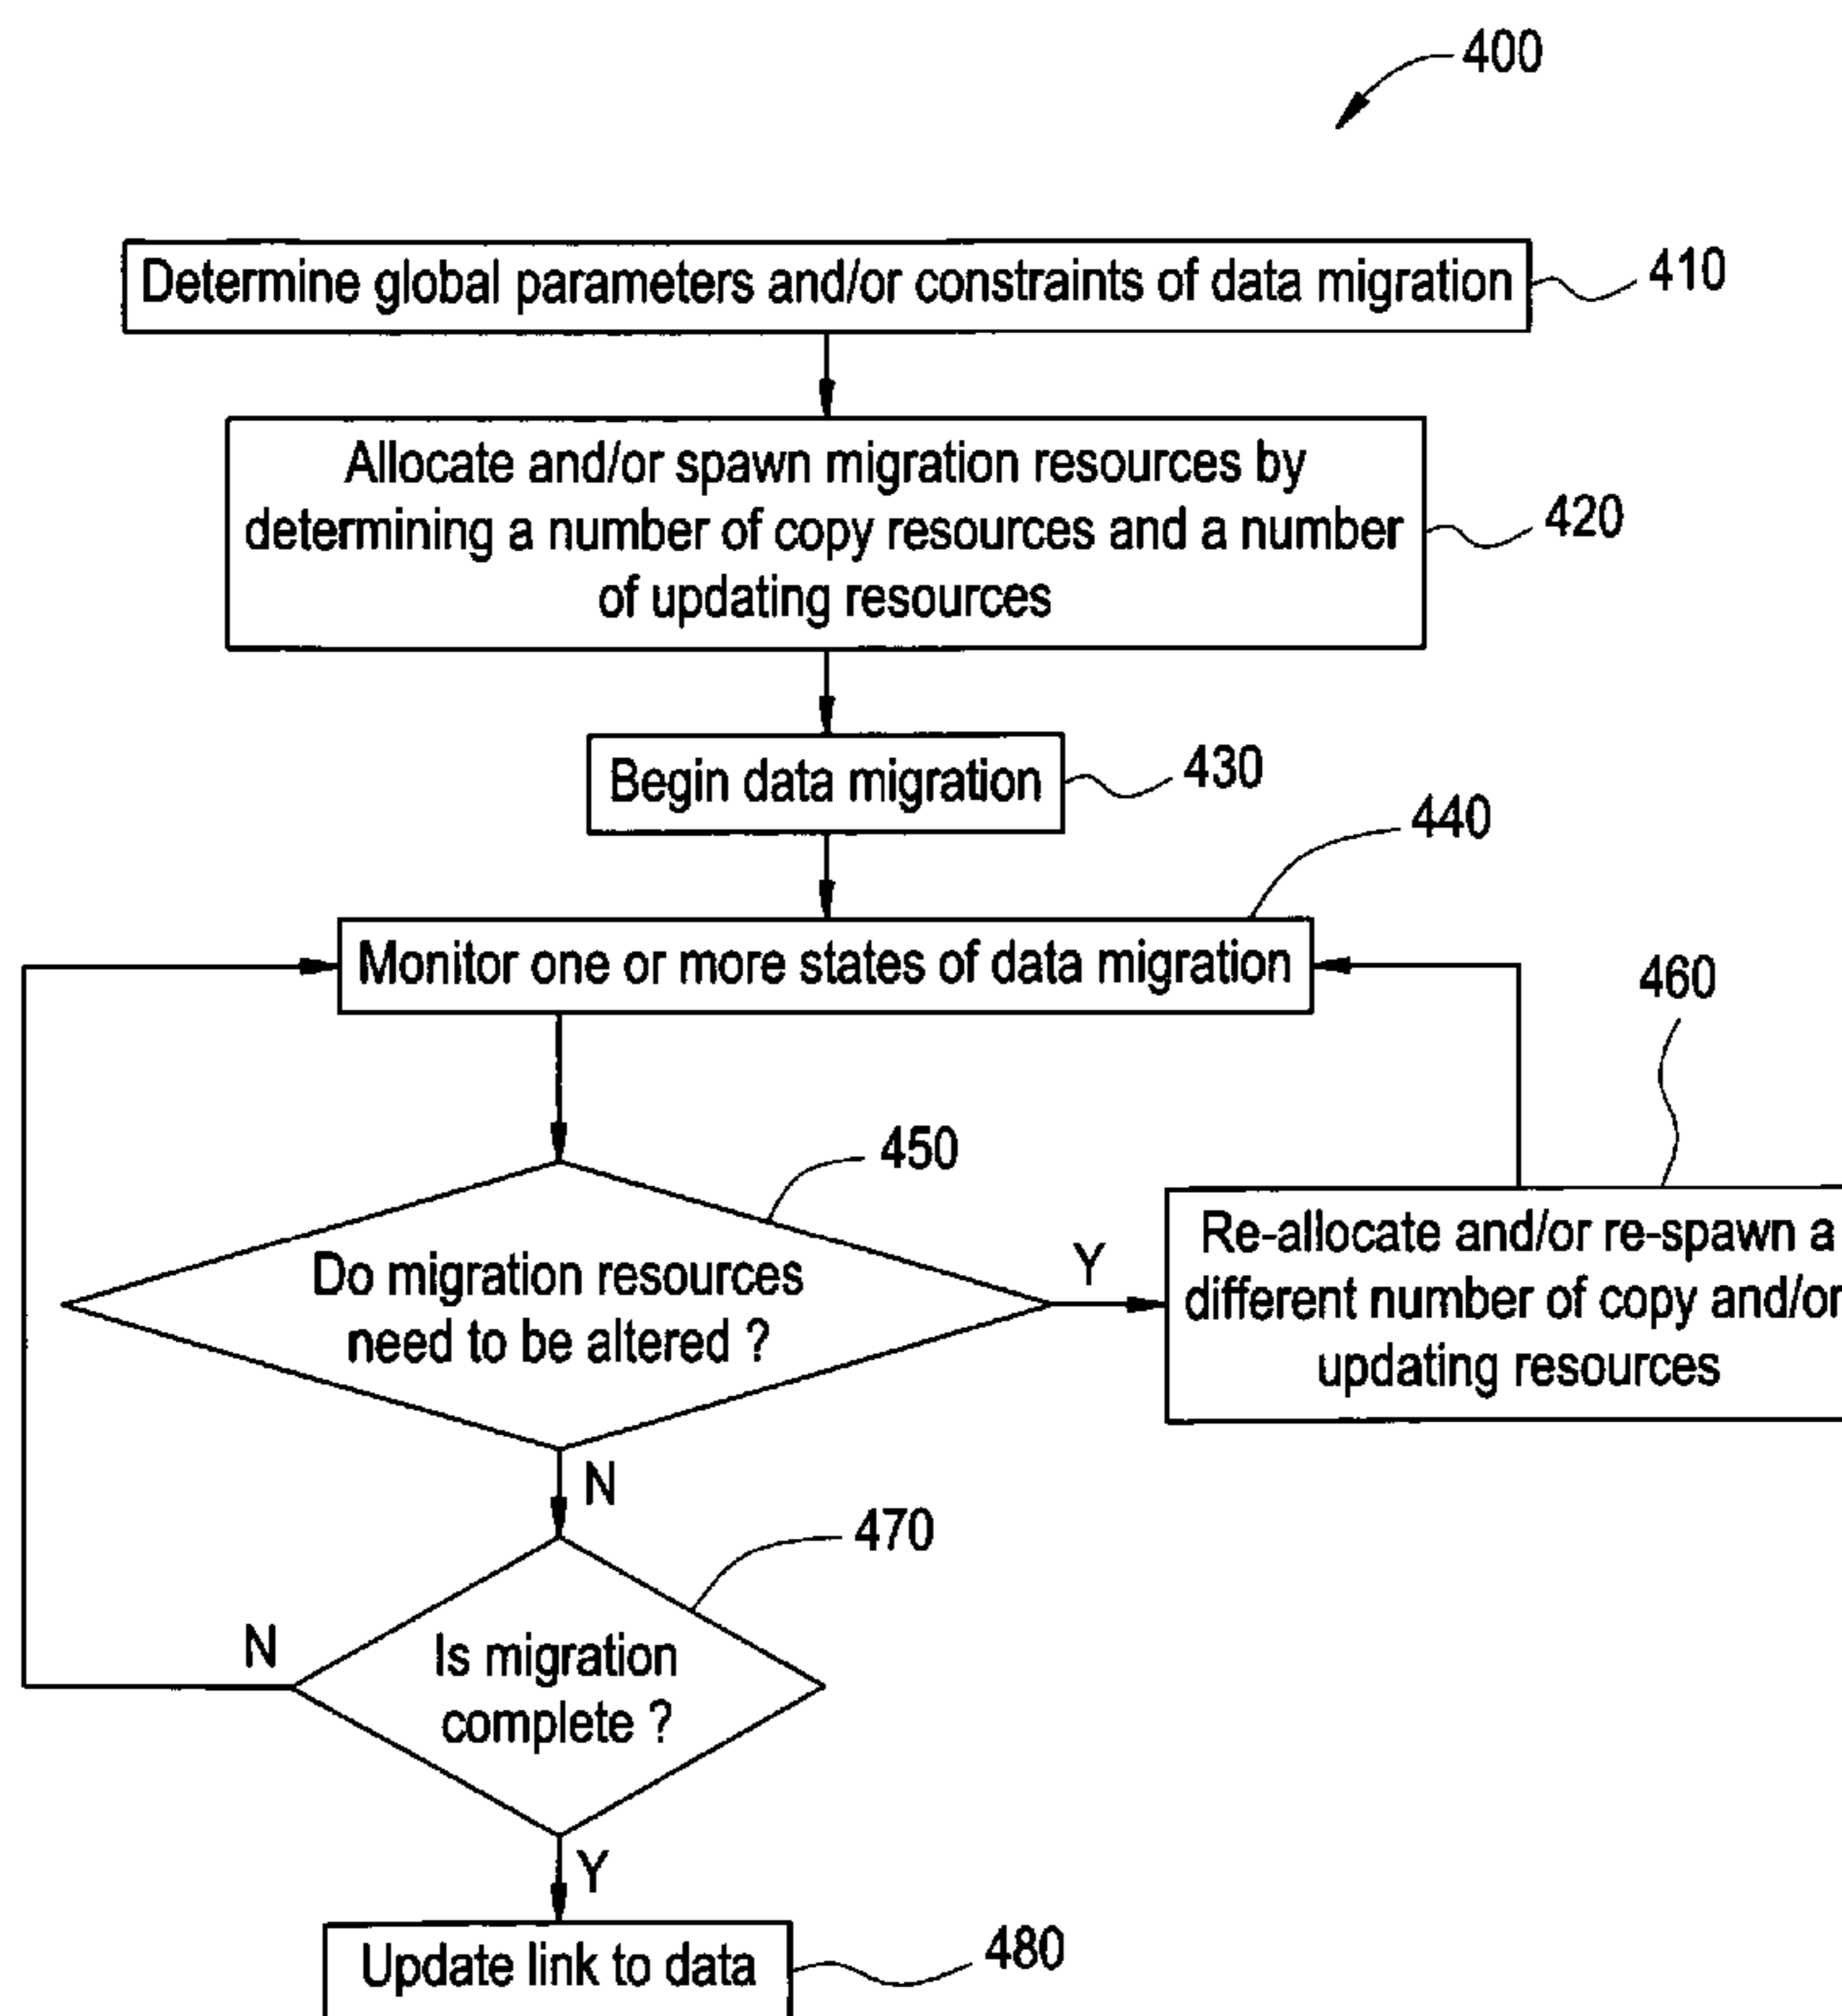 400
Determine global parameters and/or constraints of data migration
410
Allocate and/or spawn migration resources by
determining a number of copy resources and a number
of updating resources
420
Begin data migration
430
440
Monitor one or more states of data migration
460
450
Do migration resources
need to be altered ?
Y
Re-allocate and/or re-spawn a
different number of copy and/or
updating resources
N
470
Is migration
complete ?
N
Y
Update link to data
480